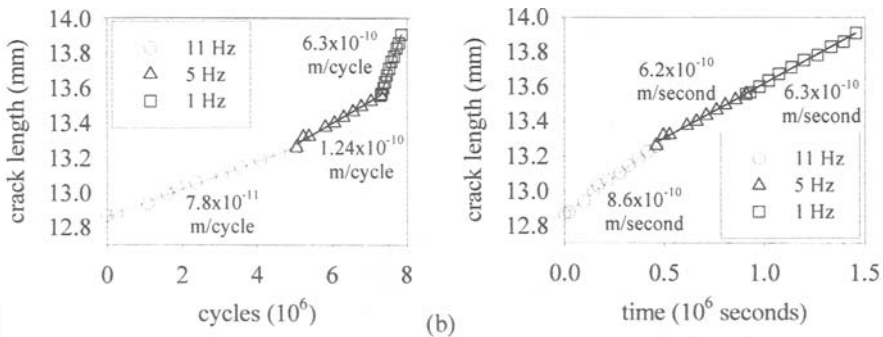 14.0
13.8
13.6
13.4
13.2
13.0
12.8
crack length (mm)
11 Hz
5 Hz
1 Hz
6.3x10⁻¹⁰
m/cycle
1.24x10⁻¹⁰
m/cycle
7.8x10⁻¹¹
m/cycle
0 2 4 6 8
cycles (10⁶)
(b)
14.0
13.8
13.6
13.4
13.2
13.0
12.8
crack length (mm)
6.2x10⁻¹⁰
m/second
6.3x10⁻¹⁰
m/second
8.6x10⁻¹⁰
m/second
11 Hz
5 Hz
1 Hz
0.0 0.5 1.0 1.5
time (10⁶ seconds)